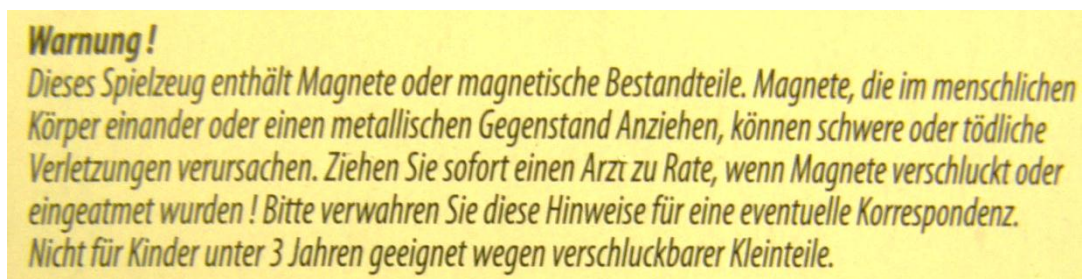 Warnung !
Dieses Spielzeug enthält Magnete oder magnetische Bestandteile. Magnete, die im menschlichen
Körper einander oder einen metallischen Gegenstand Anziehen, können schwere oder tödliche
Verletzungen verursachen. Ziehen Sie sofort einen Arzt zu Rate, wenn Magnete verschluckt oder
eingeatmet wurden ! Bitte verwahren Sie diese Hinweise für eine eventuelle Korrespondenz.
Nicht für Kinder unter 3 Jahren geeignet wegen verschluckbarer Kleinteile.